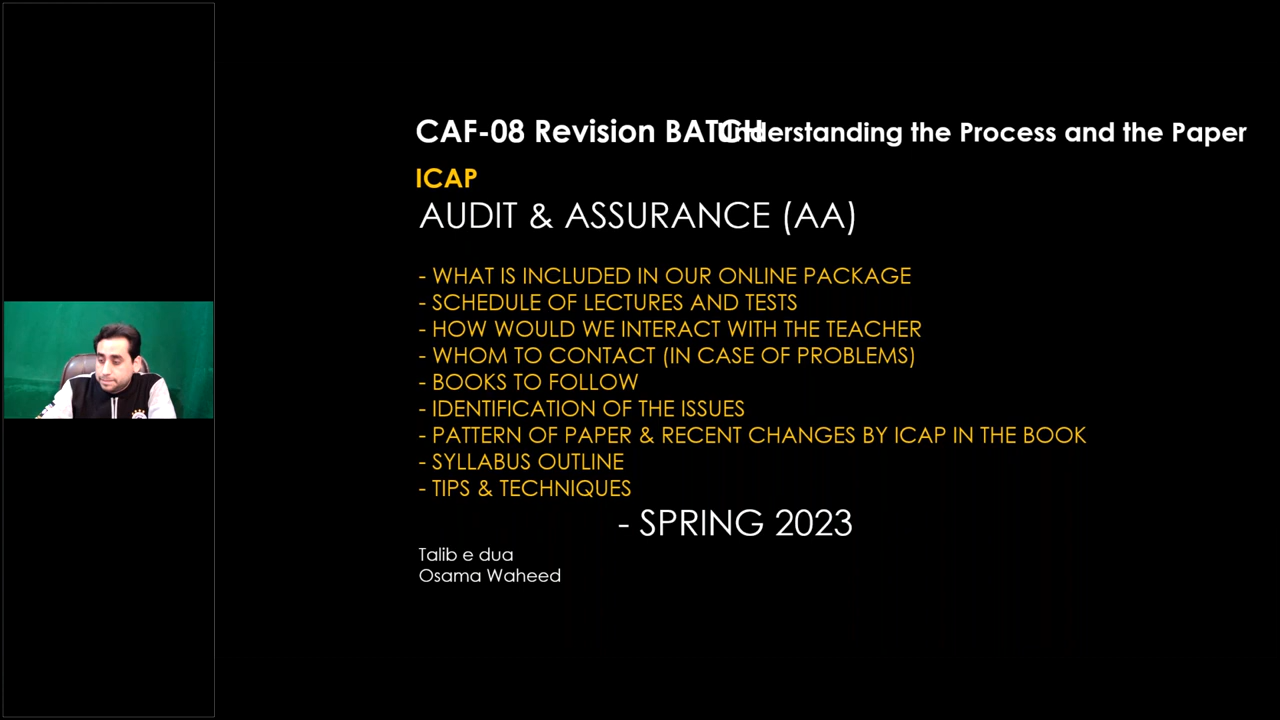 CAF-08 Revision BATCH
Understanding the Process and the Paper
ICAP
AUDIT & ASSURANCE (AA)
- WHAT IS INCLUDED IN OUR ONLINE PACKAGE
- SCHEDULE OF LECTURES AND TESTS
- HOW WOULD WE INTERACT WITH THE TEACHER
- WHOM TO CONTACT (IN CASE OF PROBLEMS)
- BOOKS TO FOLLOW
- IDENTIFICATION OF THE ISSUES
- PATTERN OF PAPER & RECENT CHANGES BY ICAP IN THE BOOK
- SYLLABUS OUTLINE
- TIPS & TECHNIQUES
- SPRING 2023
Talib e dua
Osama Waheed